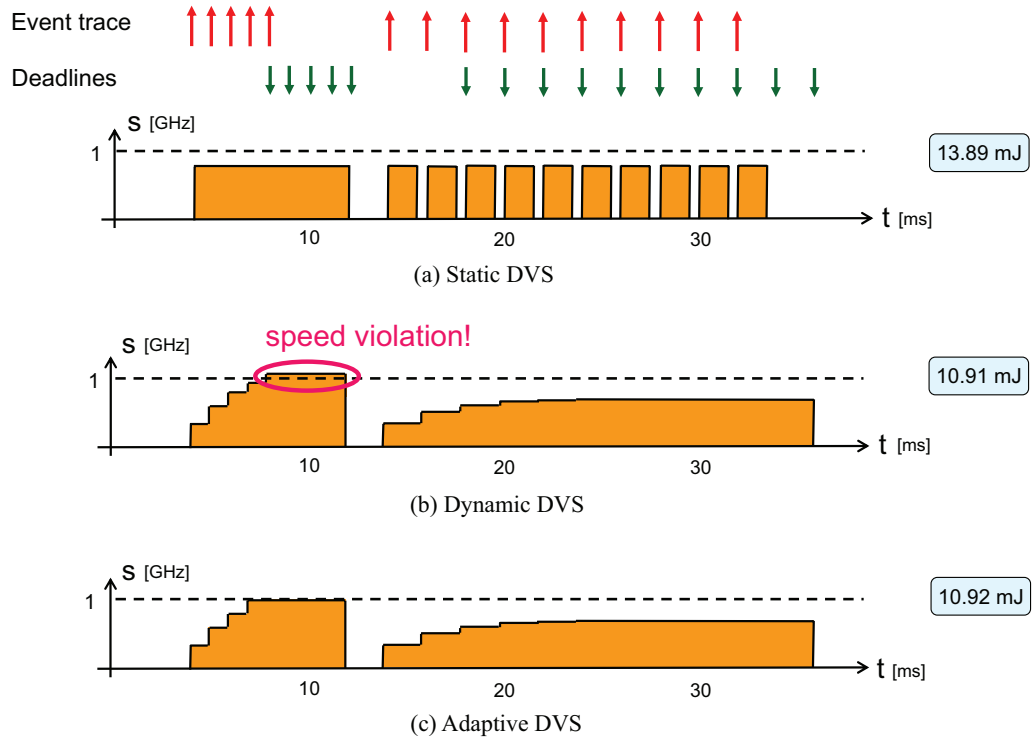 Event trace
Deadlines
s [GHz]
1
13.89 mJ
t [ms]
10 20 30
(a) Static DVS
speed violation!
s [GHz]
1
10.91 mJ
t [ms]
10 20 30
(b) Dynamic DVS
s [GHz]
1
10.92 mJ
t [ms]
10 20 30
(c) Adaptive DVS